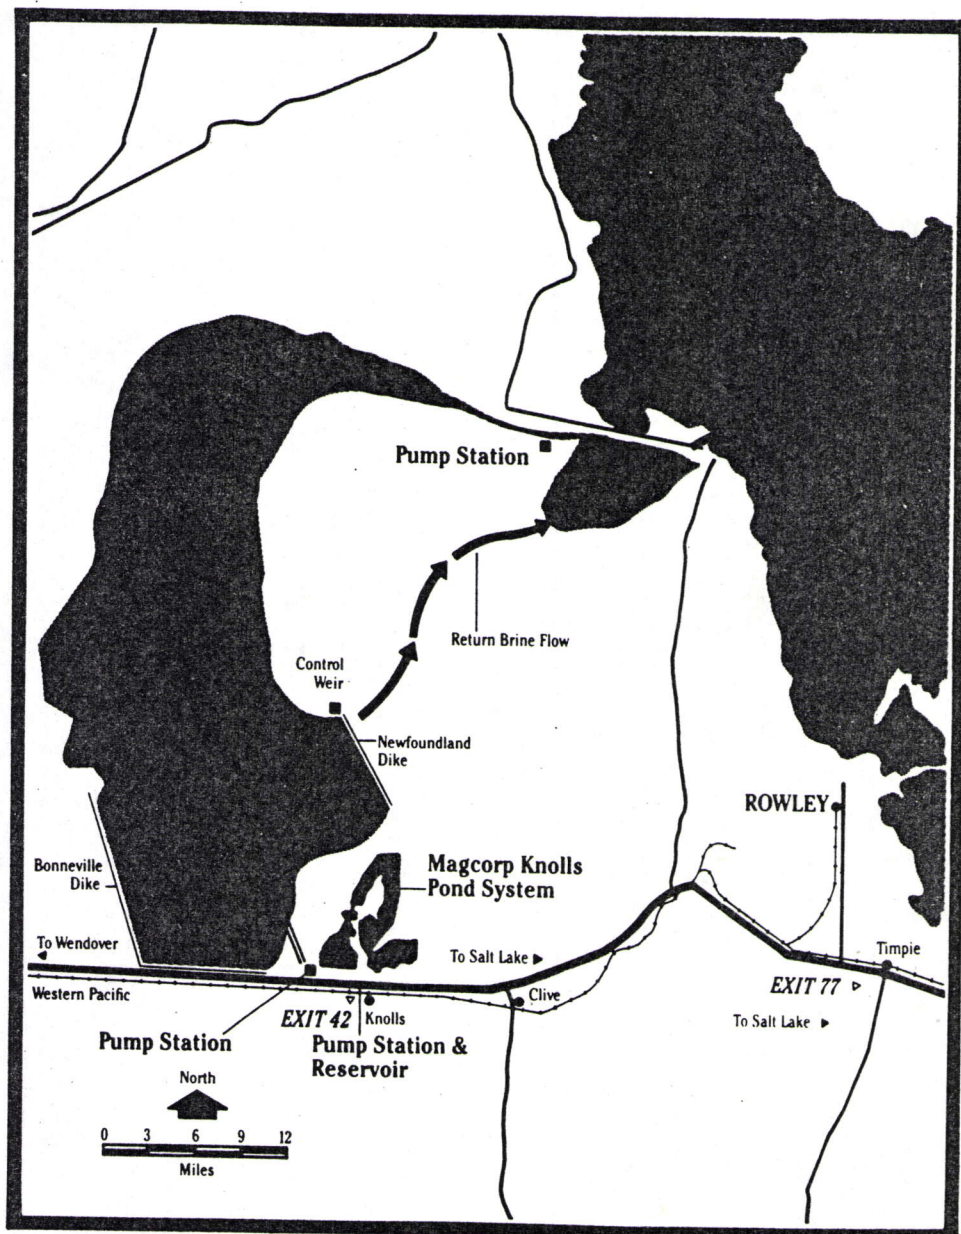 Pump Station
Return Brine Flow
Control
Weir
Newfoundland
Dike
ROWLEY
Bonneville
Dike
Magcorp Knolls
Pond System
To Wendover
To Salt Lake
Timpie
Western Pacific
EXIT 42
Knolls
Clive
EXIT 77
To Salt Lake
Pump Station
Pump Station &
Reservoir
North
0 3 6 9 12
Miles